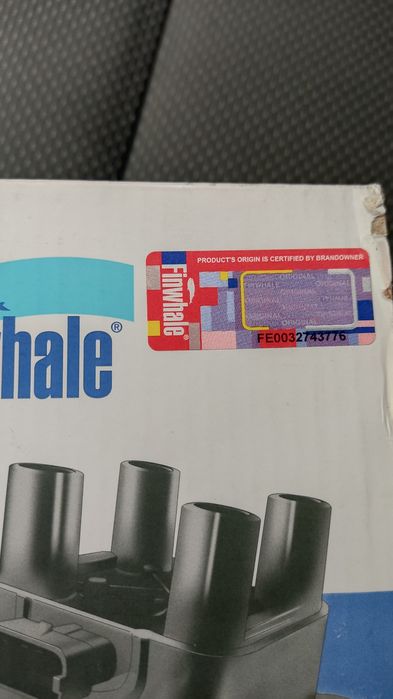 PRODUCT'S ORIGIN IS CERTIFIED BY BRANDOWNER
Finwhale®
ORIGINAL
FE0032743776
hale®